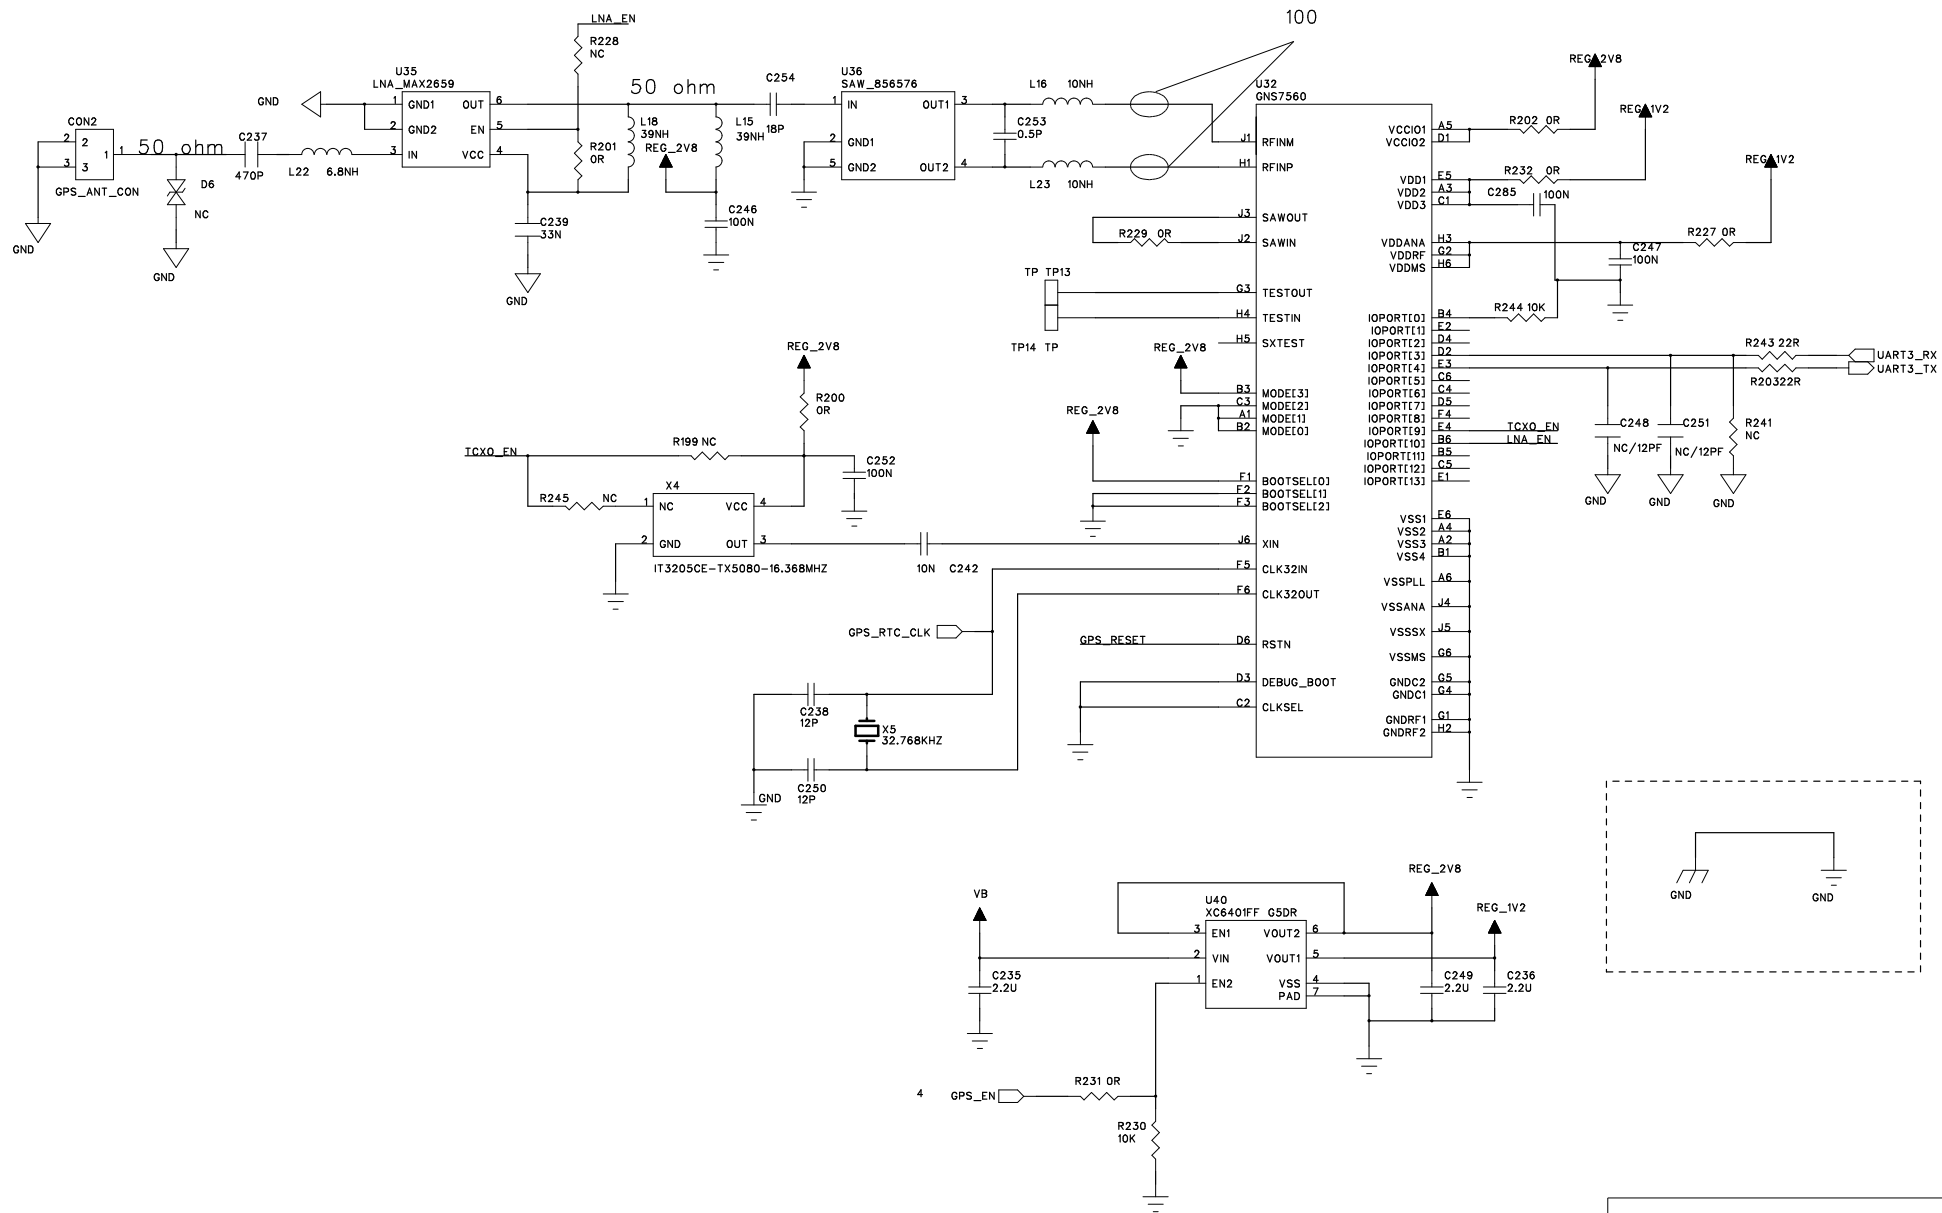 100
LNA_EN
R228
NC
U35
LNA_MAX2659
GND
1 GND1 OUT 6
2 GND2 EN 5
3 IN VCC 4
CON2
2 2
3 3
1 1
GPS_ANT_CON
50 ohm
C237
470P
L22 6.8NH
D6
NC
GND
GND
R201
0R
C239
33N
GND
50 ohm
L18
39NH
REG_2V8
L15
39NH
C246
100N
C254
18P
U36
SAW_856576
1 IN OUT1 3
2 GND1
5 GND2 OUT2 4
C253
0.5P
L16 10NH
L23 10NH
U32
GNS7560
J1 RFINM
H1 RFINP
J3 SAWOUT
J2 SAWIN
R229 0R
TP TP13
TP14 TP
G3 TESTOUT
H4 TESTIN
H5 SXTEST
REG_2V8
B3 MODE[3]
C3 MODE[2]
A1 MODE[1]
B2 MODE[0]
REG_2V8
F1 BOOTSEL[0]
F2 BOOTSEL[1]
F3 BOOTSEL[2]
J6 XIN
F5 CLK32IN
F6 CLK32OUT
GPS_RESET
D6 RSTN
D3 DEBUG_BOOT
C2 CLKSEL
VCCIO1 A5
VCCIO2 D1
VDD1 E5
VDD2 A3
VDD3 C1
VDDANA H3
VDDRF G2
VDDMS H6
IOPORT[0] B4
IOPORT[1] E2
IOPORT[2] D4
IOPORT[3] D2
IOPORT[4] E3
IOPORT[5] C6
IOPORT[6] C4
IOPORT[7] D5
IOPORT[8] F4
IOPORT[9] E4 TCXO_EN
IOPORT[10] B6 LNA_EN
IOPORT[11] B5
IOPORT[12] C5
IOPORT[13] E1
VSS1 E6
VSS2 A4
VSS3 A2
VSS4 B1
VSSPLL A6
VSSANA J4
VSSSX J5
VSSMS G6
GNDC2 G5
GNDC1 G4
GNDRF1 G1
GNDRF2 H2
REG_2V8
R202 0R
REG_1V2
R232 0R
C285 100N
REG_1V2
R227 0R
C247
100N
R244 10K
R243 22R
UART3_RX
R203 22R
UART3_TX
C248
NC/12PF
C251
NC/12PF
R241
NC
GND
GND
GND
REG_2V8
R200
0R
TCXO_EN
R199 NC
C252
100N
R245 NC
X4
1 NC VCC 4
2 GND OUT 3
IT3205CE-TX5080-16.368MHZ
10N C242
GPS_RTC_CLK
C238
12P
X5
32.768KHZ
C250
12P
GND
VB
C235
2.2U
U40
XC6401FF G5DR
3 EN1 VOUT2 6
2 VIN VOUT1 5
1 EN2 VSS 4
PAD 7
REG_2V8
REG_1V2
C249
2.2U
C236
2.2U
4 GPS_EN
R231 0R
R230
10K
GND
GND